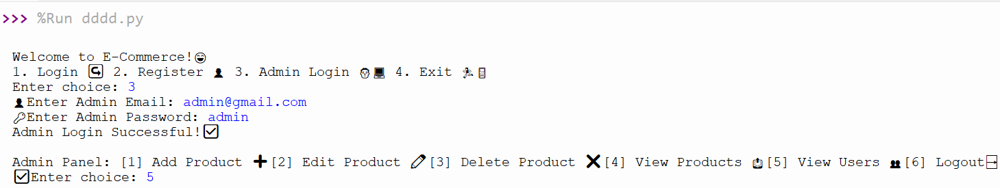 >>> %Run dddd.py
Welcome to E-Commerce!😄
1. Login ↪ 2. Register 👤 3. Admin Login 👨‍💻 4. Exit 🏃🚪
Enter choice: 3
👤Enter Admin Email: admin@gmail.com
🔑Enter Admin Password: admin
Admin Login Successful!☑
Admin Panel: [1] Add Product ➕[2] Edit Product ✏[3] Delete Product ❌[4] View Products 📤[5] View Users 👥[6] Logout➡
☑Enter choice: 5